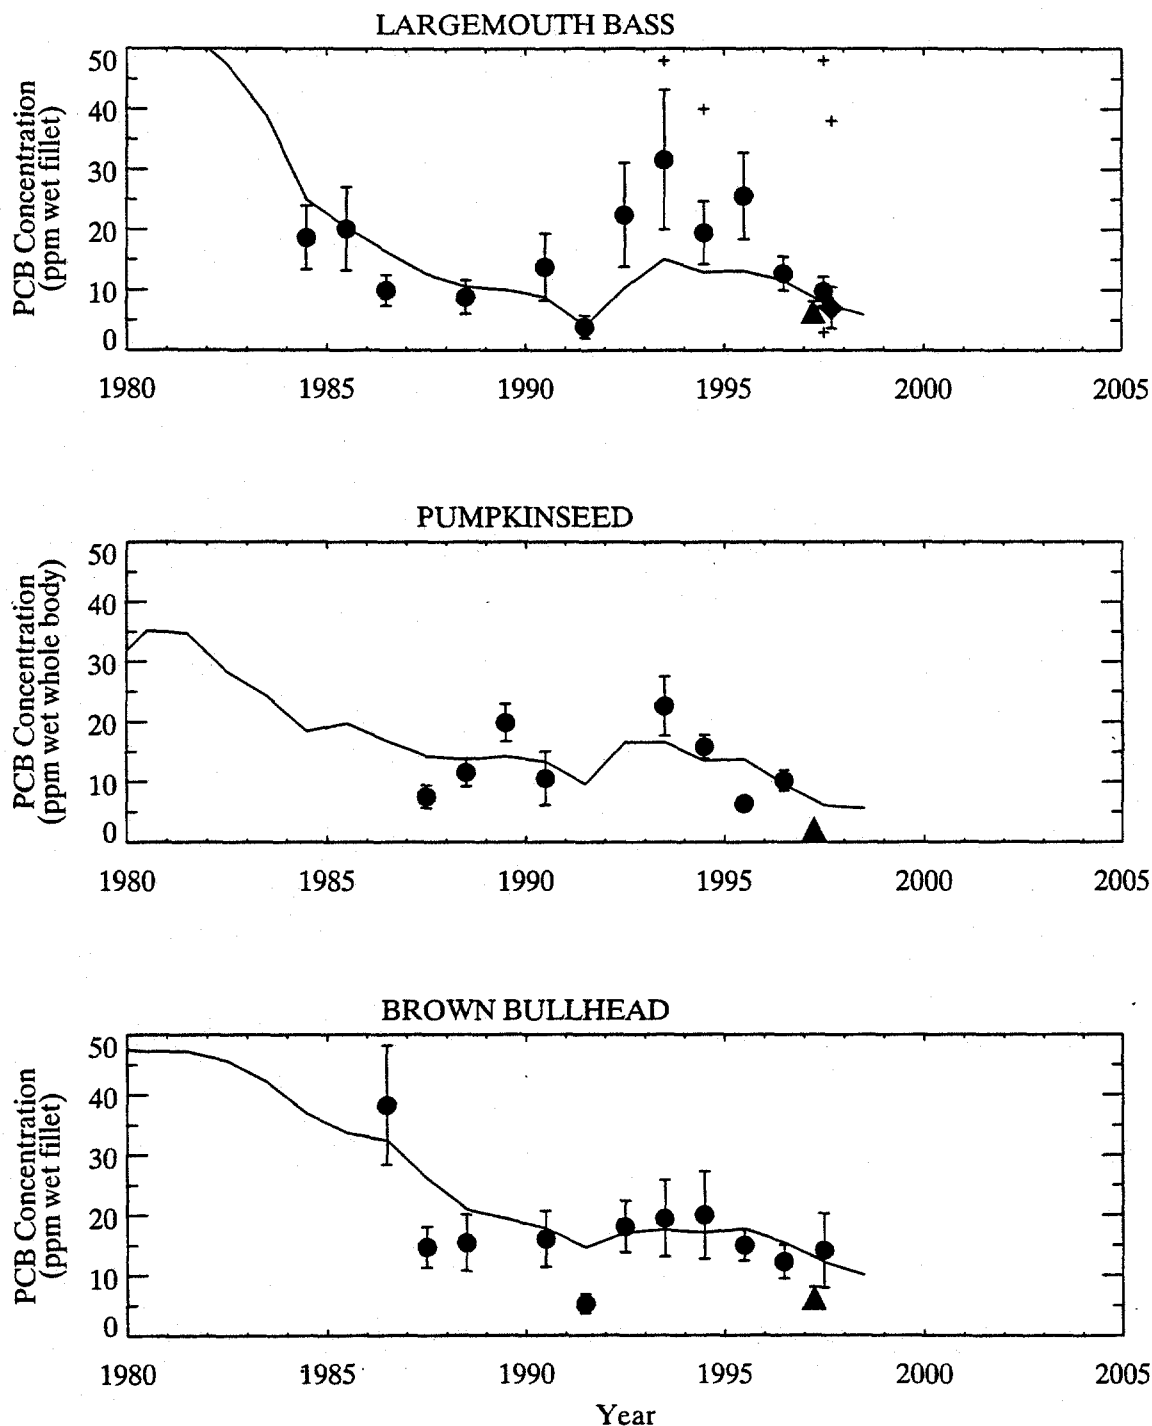 LARGEMOUTH BASS
PCB Concentration
(ppm wet fillet)
50
40
30
20
10
0
1980 1985 1990 1995 2000 2005
PUMPKINSEED
PCB Concentration
(ppm wet whole body)
50
40
30
20
10
0
1980 1985 1990 1995 2000 2005
BROWN BULLHEAD
PCB Concentration
(ppm wet fillet)
50
40
30
20
10
0
1980 1985 1990 1995 2000 2005
Year